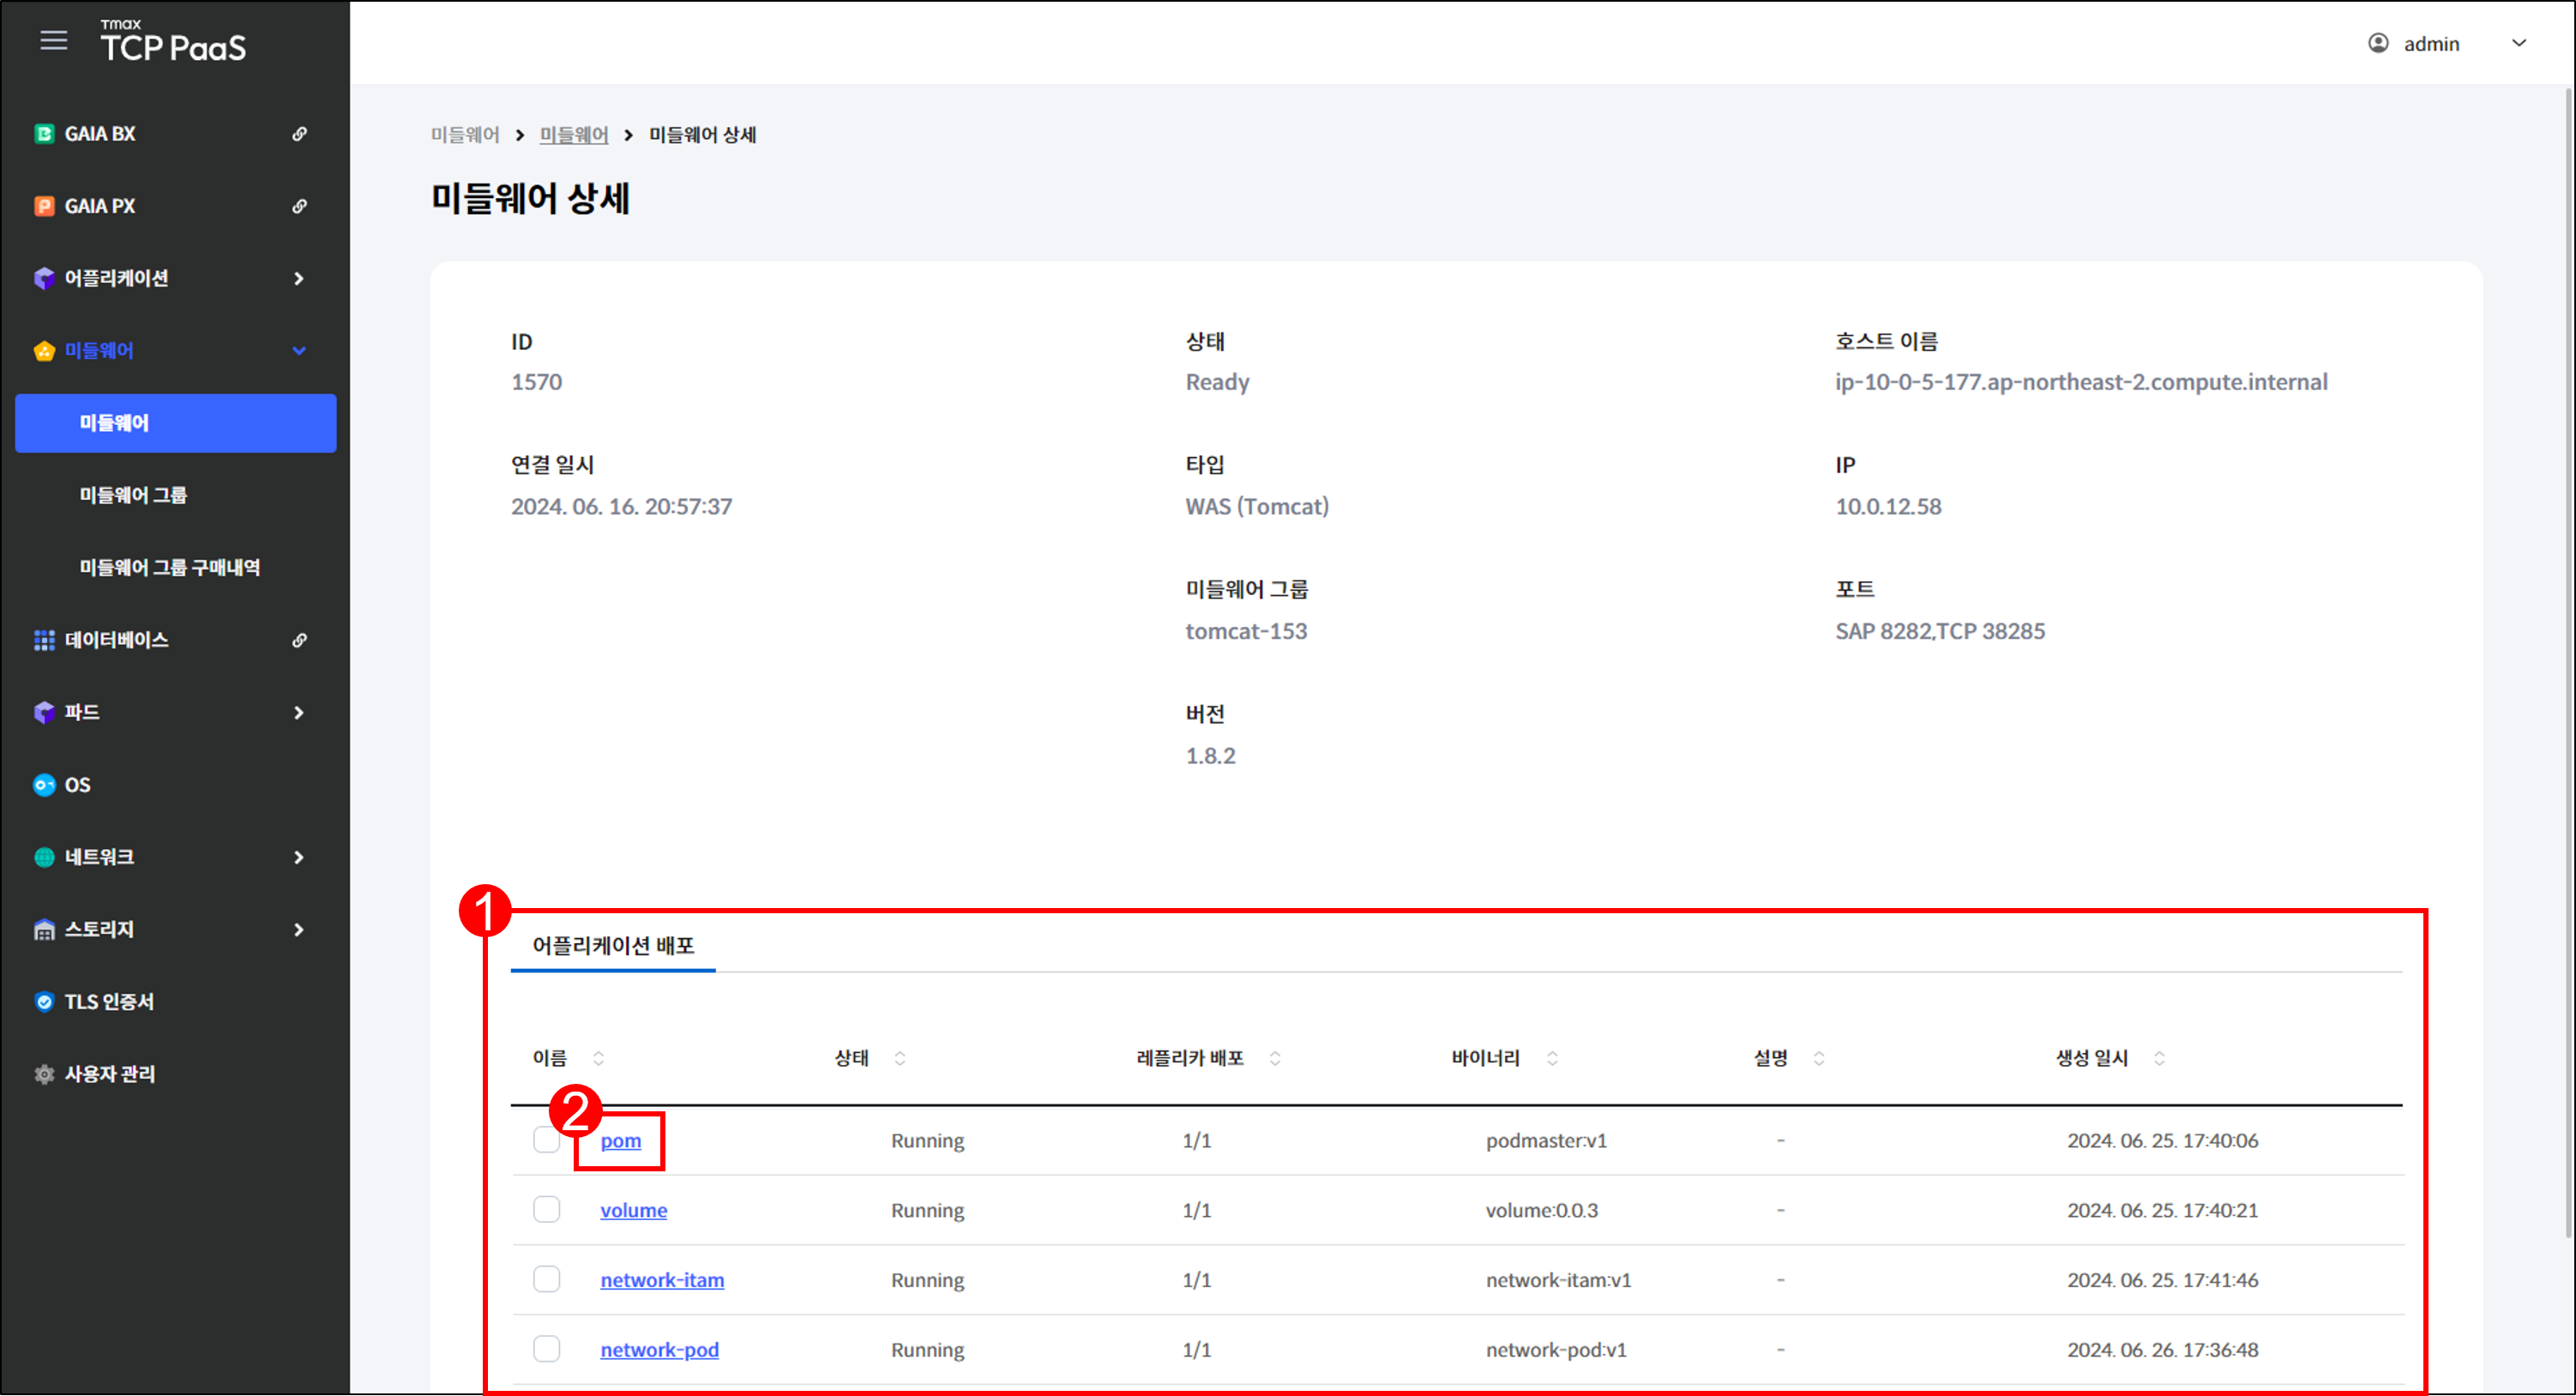 Tmax
TCP PaaS
admin
GAIA BX
GAIA PX
어플리케이션
미들웨어
미들웨어
미들웨어 그룹
미들웨어 그룹 구매내역
데이터베이스
파드
OS
네트워크
스토리지
TLS 인증서
사용자 관리
미들웨어 > 미들웨어 > 미들웨어 상세
미들웨어 상세
ID
1570
상태
Ready
호스트 이름
ip-10-0-5-177.ap-northeast-2.compute.internal
연결 일시
2024. 06. 16. 20:57:37
타입
WAS (Tomcat)
IP
10.0.12.58
미들웨어 그룹
tomcat-153
포트
SAP 8282,TCP 38285
버전
1.8.2
1
어플리케이션 배포
이름 상태 레플리카 배포 바이너리 설명 생성 일시
2
pom Running 1/1 podmaster:v1 - 2024. 06. 25. 17:40:06
volume Running 1/1 volume:0.0.3 - 2024. 06. 25. 17:40:21
network-itam Running 1/1 network-itam:v1 - 2024. 06. 25. 17:41:46
network-pod Running 1/1 network-pod:v1 - 2024. 06. 26. 17:36:48